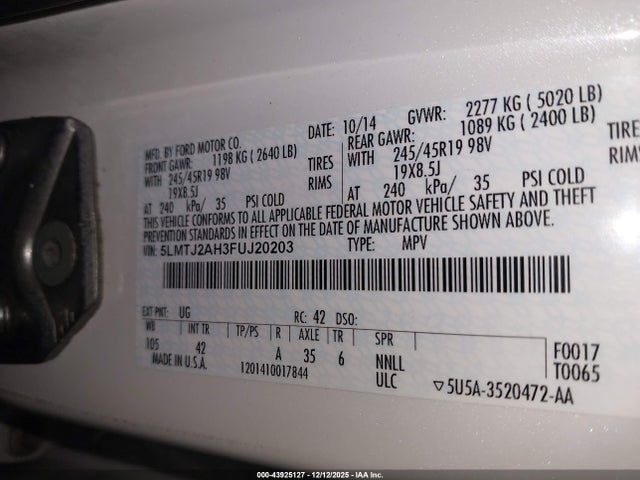 MFD. BY FORD MOTOR CO.
DATE: 10/14
GVWR: 2277 KG ( 5020 LB)
FRONT GAWR: 1198 KG (2640 LB)
REAR GAWR: 1089 KG ( 2400 LB)
WITH 245/45R19 98V TIRES
WITH 245/45R19 98V TIRE
19X8.5J RIMS
19X8.5J RIMS
AT 240 kPa/ 35 PSI COLD
AT 240 kPa/ 35 PSI COLD
THIS VEHICLE CONFORMS TO ALL APPLICABLE FEDERAL MOTOR VEHICLE SAFETY AND THEFT
PREVENTION STANDARDS IN EFFECT ON THE DATE OF MANUFACTURE SHOWN ABOVE.
VIN: 5LMTJ2AH3FUJ20203
TYPE: MPV
EXT PNT: UG RC: 42 DSO:
WB INT TR TP/PS R AXLE TR SPR
105 42 A 35 6 NNLL
F0017
MADE IN U.S.A. 1201410017844 ULC
T0065
▽5U5A-3520472-AA
000-43925127 - 12/12/2025 - IAA Inc.